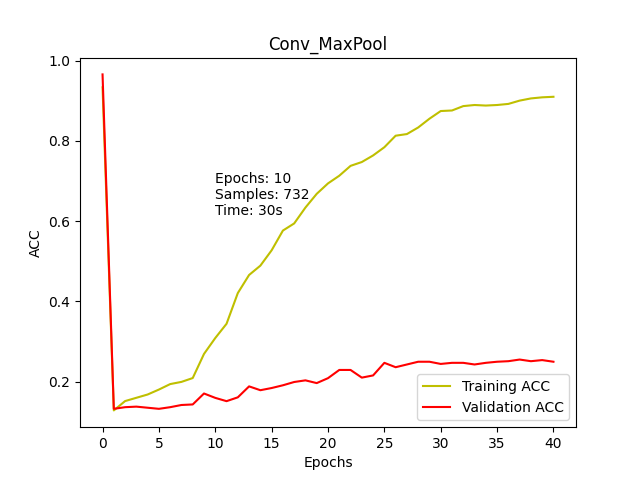 Conv_MaxPool
1.0
0.8
0.6
0.4
0.2
ACC
Epochs: 10
Samples: 732
Time: 30s
Training ACC
Validation ACC
0 5 10 15 20 25 30 35 40
Epochs